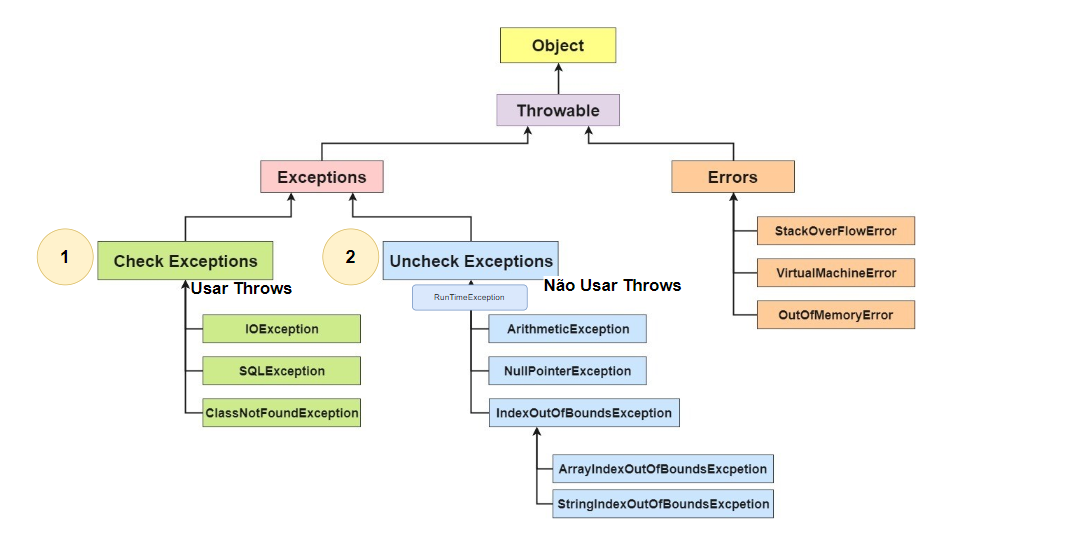 Object
Throwable
Exceptions
Errors
1
Check Exceptions
Usar Throws
IOException
SQLException
ClassNotFoundException
2
Uncheck Exceptions
Não Usar Throws
RunTimeException
ArithmeticException
NullPointerException
IndexOutOfBoundsException
ArrayIndexOutOfBoundsExcpetion
StringIndexOutOfBoundsExcpetion
StackOverFlowError
VirtualMachineError
OutOfMemoryError